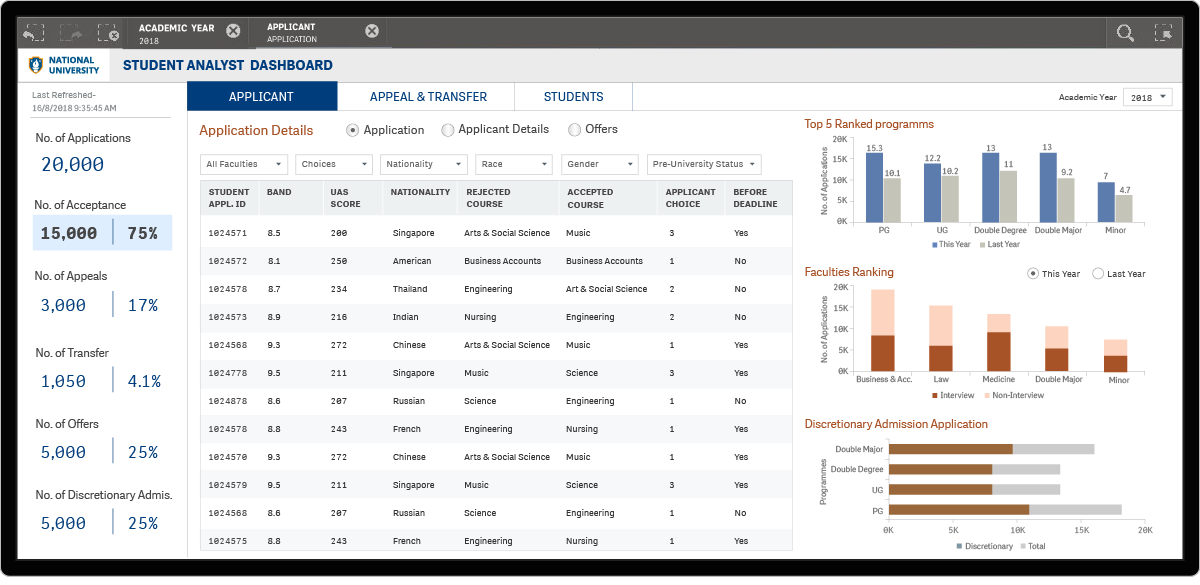 ACADEMIC YEAR
2018
APPLICANT
APPLICATION
NATIONAL
UNIVERSITY
STUDENT ANALYST DASHBOARD
Last Refreshed-
16/8/2018 9:35:45 AM
No. of Applications
20,000
No. of Acceptance
15,000 75%
No. of Appeals
3,000 17%
No. of Transfer
1,050 4.1%
No. of Offers
5,000 25%
No. of Discretionary Admis.
5,000 25%
APPLICANT APPEAL & TRANSFER STUDENTS
Academic Year 2018
Application Details Application Applicant Details Offers
All Faculties Choices Nationality Race Gender Pre-University Status
STUDENT APPL. ID BAND UAS SCORE NATIONALITY REJECTED COURSE ACCEPTED COURSE APPLICANT CHOICE BEFORE DEADLINE
1024571 8.5 200 Singapore Arts & Social Science Music 3 Yes
1024572 8.1 250 American Business Accounts Business Accounts 1 No
1024578 8.7 234 Thailand Engineering Art & Social Science 2 No
1024573 8.9 216 Indian Nursing Engineering 2 No
1024568 9.3 272 Chinese Arts & Social Science Music 1 Yes
1024778 9.5 211 Singapore Music Science 3 Yes
1024878 8.6 207 Russian Science Engineering 1 No
1024578 8.8 243 French Engineering Nursing 1 Yes
1024570 9.3 272 Chinese Arts & Social Science Music 1 Yes
1024579 9.5 211 Singapore Music Science 3 Yes
1024568 8.6 207 Russian Science Engineering 1 No
1024575 8.8 243 French Engineering Nursing 1 Yes
Top 5 Ranked programms
No. of Applications
20K
15K
10K
5K
0K
15.3 10.1 12.2 10.2 13 11 13 9.2 7 4.7
PG UG Double Degree Double Major Minor
This Year Last Year
Faculties Ranking This Year Last Year
No. of Applications
20K
15K
10K
5K
0K
Business & Acc. Law Medicine Double Major Minor
Interview Non-Interview
Discretionary Admission Application
Programmes
Double Major
Double Degree
UG
PG
0K 5K 10K 15K 20K
Discretionary Total